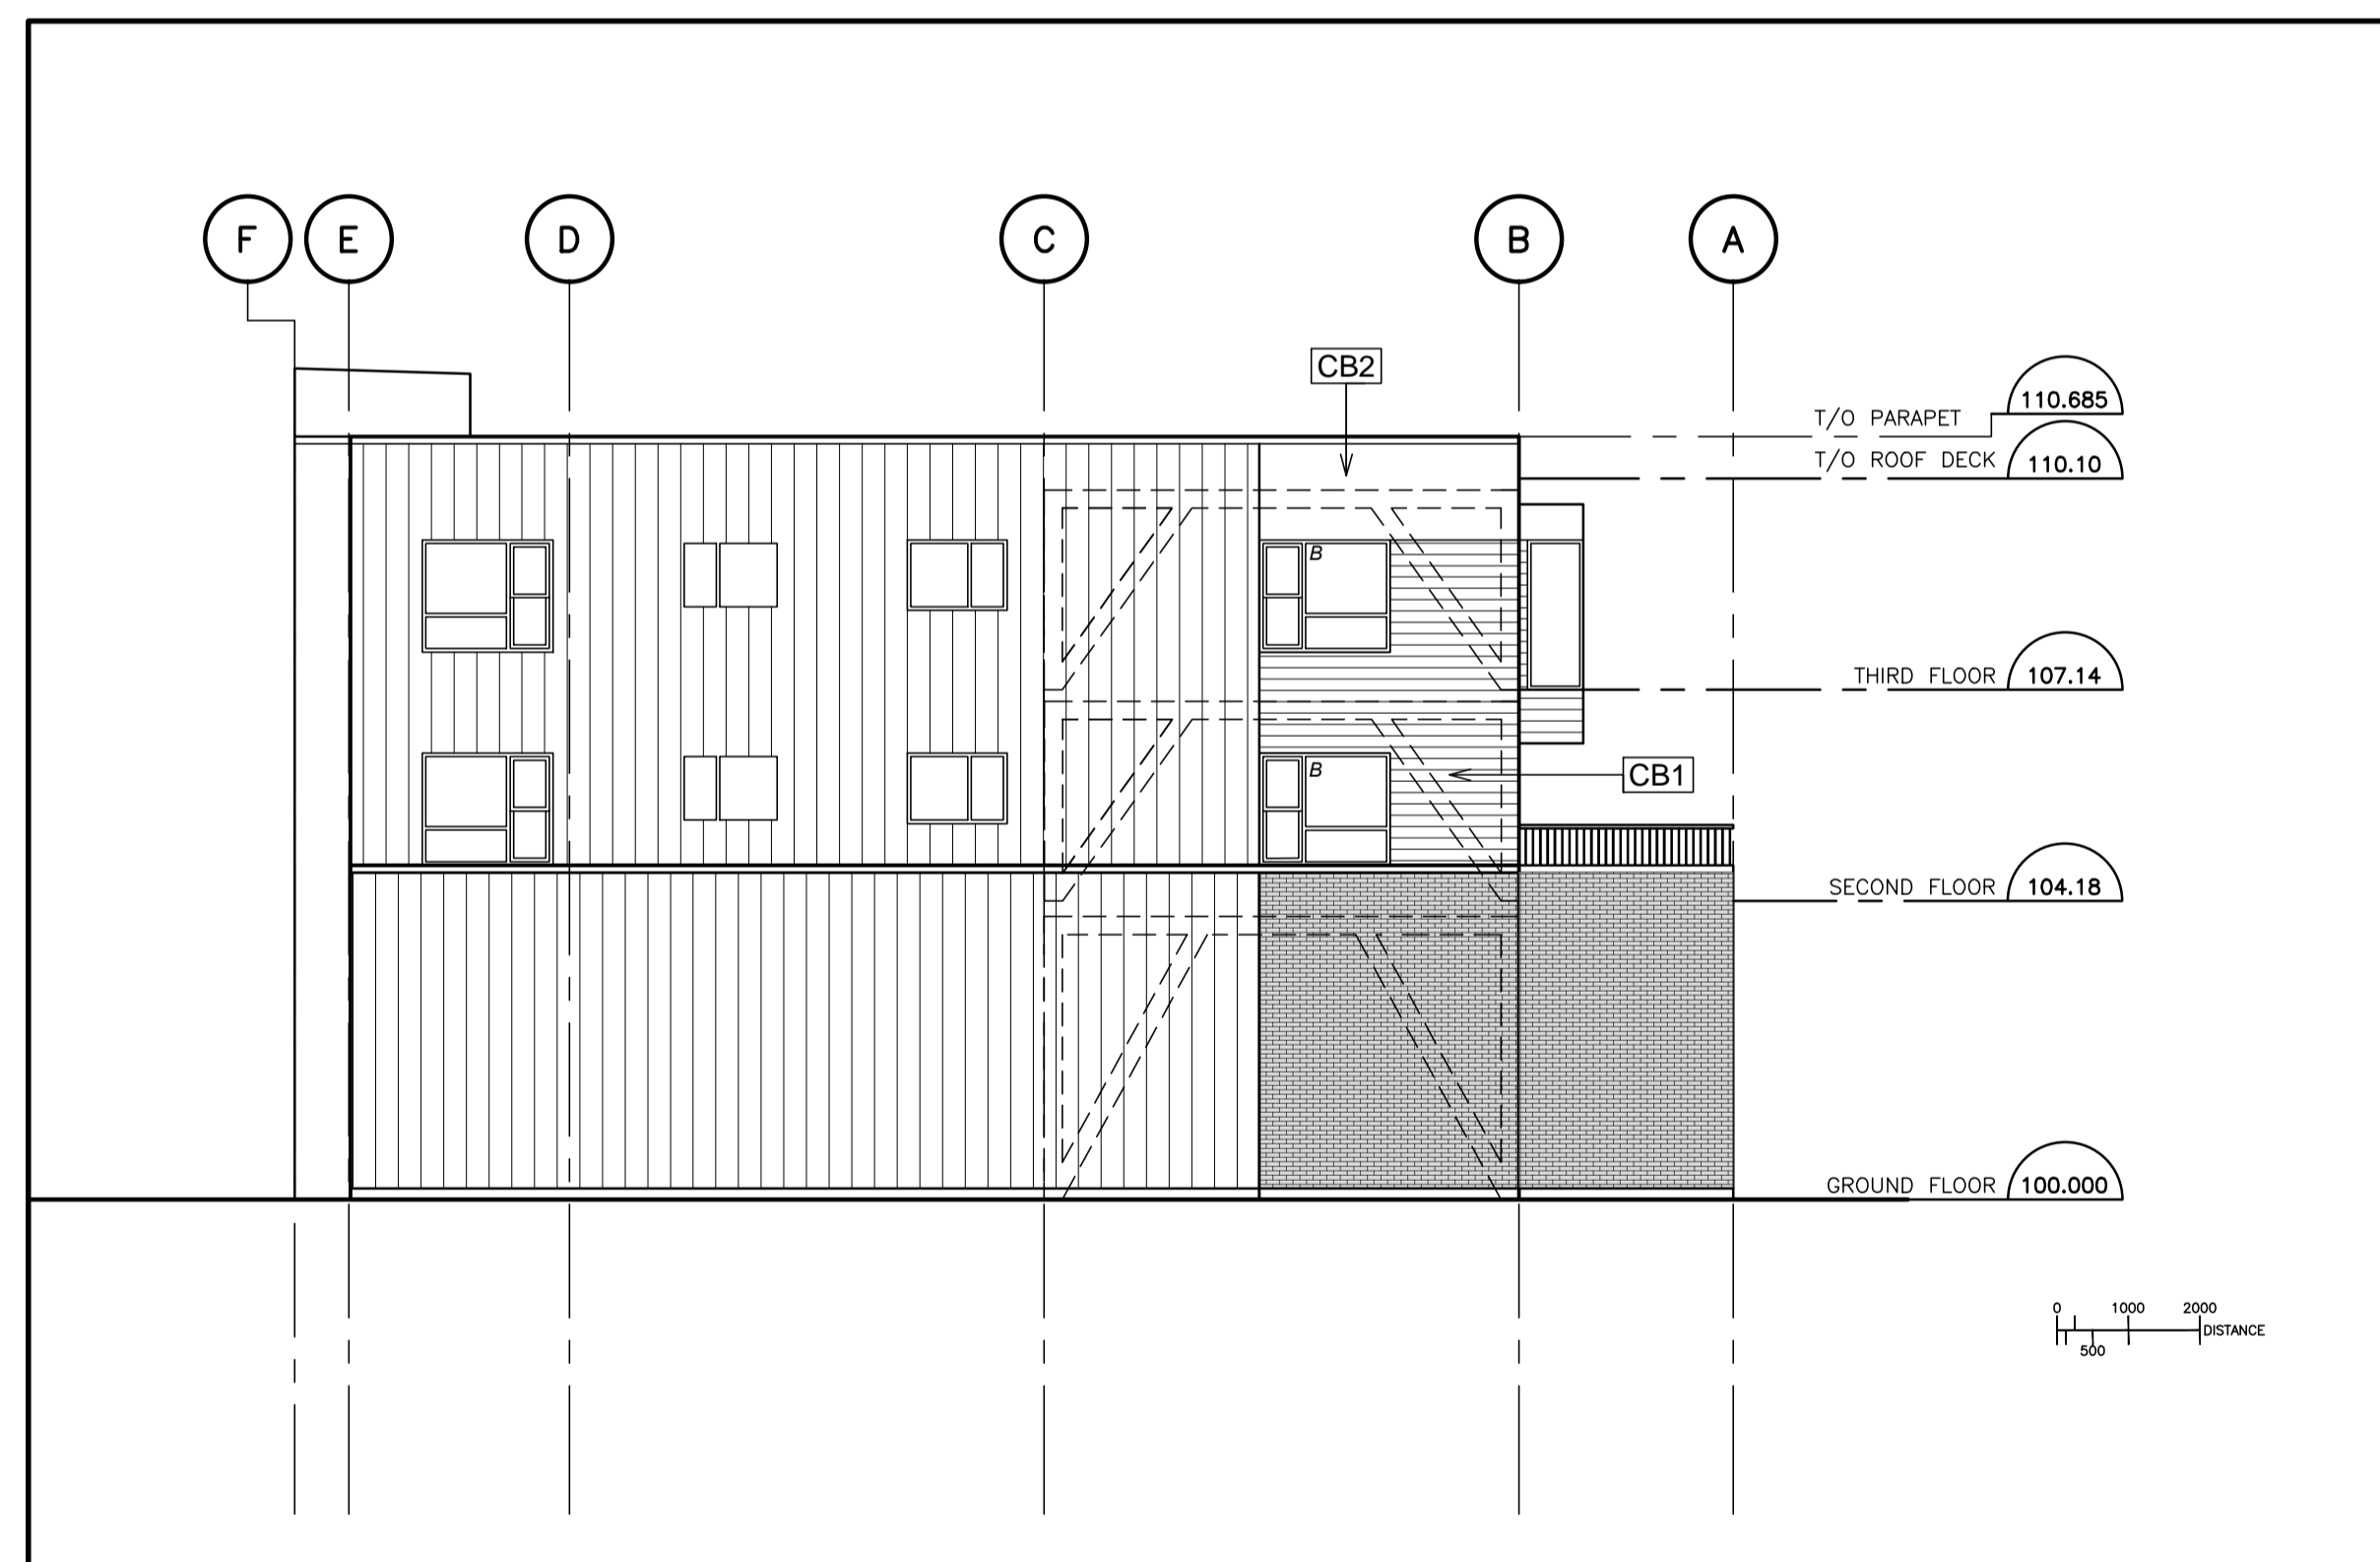 F E D C B A
CB2
T/O PARAPET 110.685
T/O ROOF DECK 110.10
B
THIRD FLOOR 107.14
B
CB1
SECOND FLOOR 104.18
GROUND FLOOR 100.000
0 1000 2000
DISTANCE
500